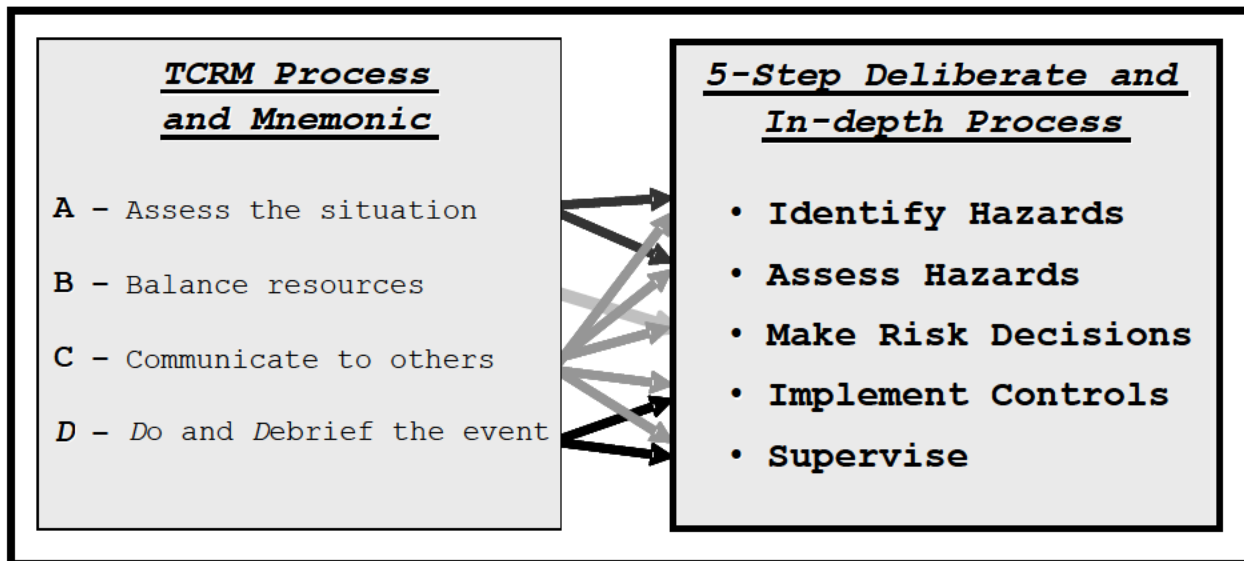 TCRM Process
and Mnemonic
A – Assess the situation
B – Balance resources
C – Communicate to others
D – Do and Debrief the event
5-Step Deliberate and
In-depth Process
• Identify Hazards
• Assess Hazards
• Make Risk Decisions
• Implement Controls
• Supervise